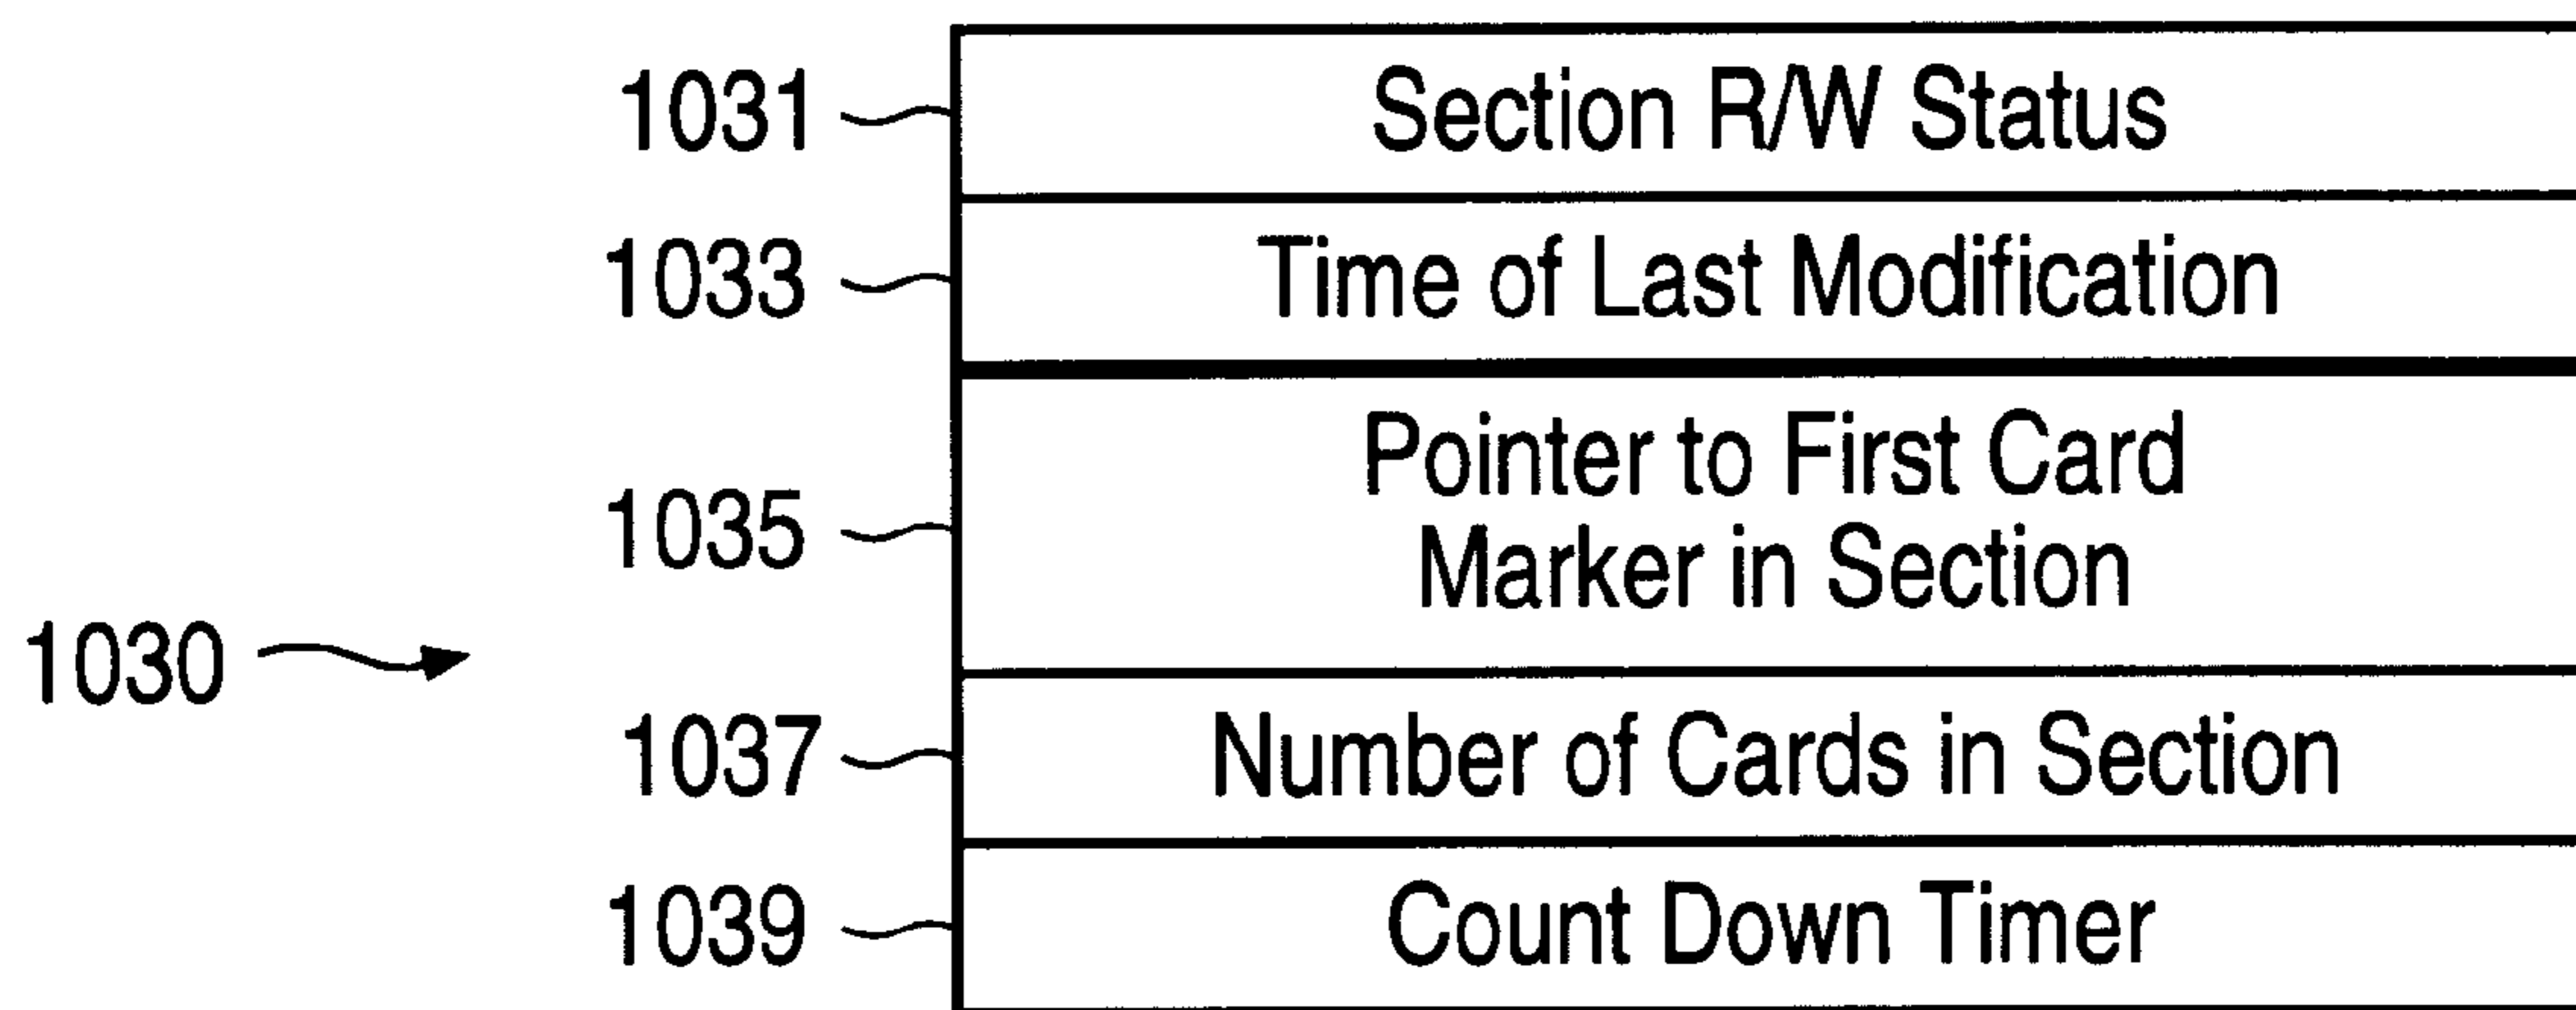 1031 Section R/W Status
1033 Time of Last Modification
Pointer to First Card
1035
Marker in Section
1030
1037 Number of Cards in Section
1039 Count Down Timer